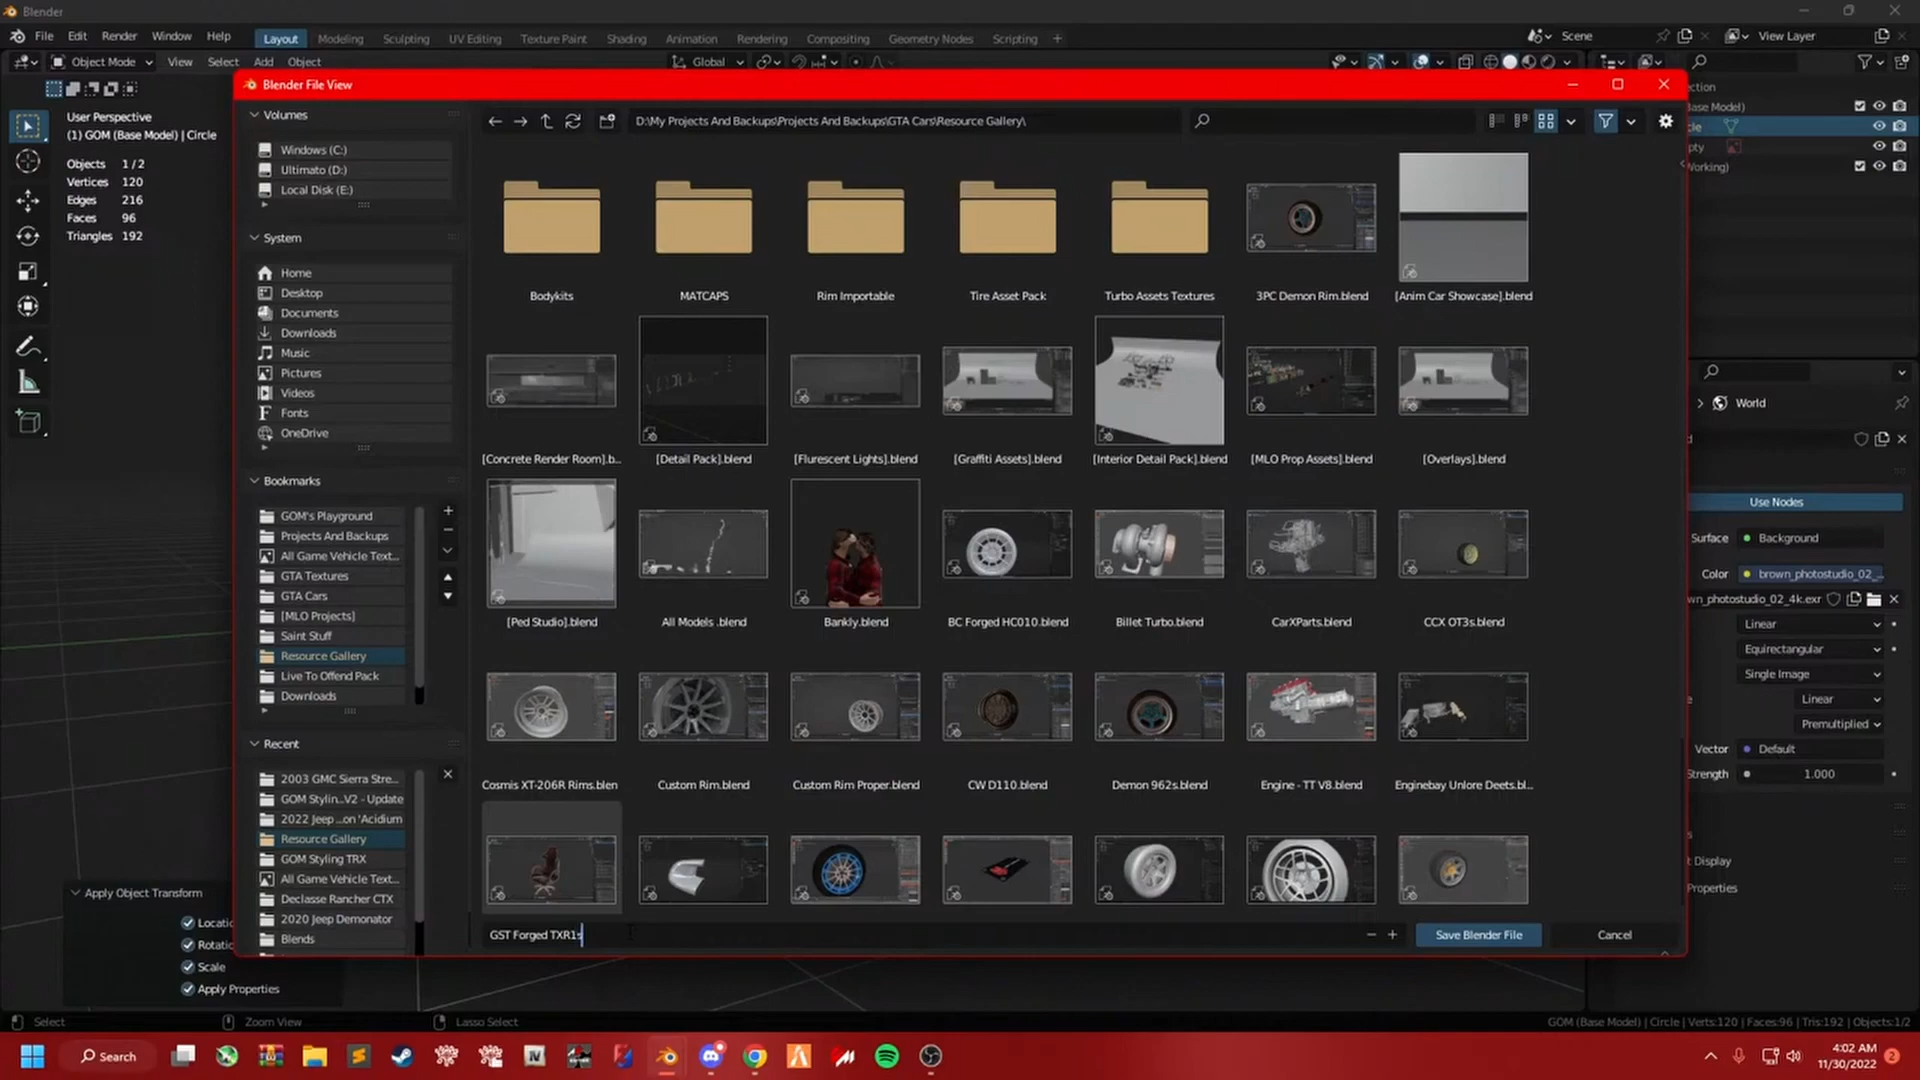 Blender
File Edit Render Window Help Layout Modeling Sculpting UV Editing Texture Paint Shading Animation Rendering Compositing Geometry Nodes Scripting + Scene View Layer
Object Mode View Select Add Object Global
Blender File View
User Perspective
(1) GOM (Base Model) | Circle
Objects 1 / 2
Vertices 120
Edges 216
Faces 96
Triangles 192
Volumes
Windows (C:)
Ultimato (D:)
Local Disk (E:)
System
Home
Desktop
Documents
Downloads
Music
Pictures
Videos
Fonts
OneDrive
Bookmarks
GOM's Playground
Projects And Backups
All Game Vehicle Text...
GTA Textures
GTA Cars
[MLO Projects]
Saint Stuff
Resource Gallery
Live To Offend Pack
Downloads
Recent
2003 GMC Sierra Stre...
GOM Stylin...V2 - Update
2022 Jeep ...on 'Acidium
Resource Gallery
GOM Styling TRX
All Game Vehicle Text...
Declasse Rancher CTX
2020 Jeep Demonator
Blends
D:\My Projects And Backups\Projects And Backups\GTA Cars\Resource Gallery\
Bodykits MATCAPS Rim Importable Tire Asset Pack Turbo Assets Textures 3PC Demon Rim.blend [Anim Car Showcase].blend
[Concrete Render Room].b... [Detail Pack].blend [Flurescent Lights].blend [Graffiti Assets].blend [Interior Detail Pack].blend [MLO Prop Assets].blend [Overlays].blend
[Ped Studio].blend All Models .blend Bankly.blend BC Forged HC010.blend Billet Turbo.blend CarXParts.blend CCX OT3s.blend
Cosmis XT-206R Rims.blen Custom Rim.blend Custom Rim Proper.blend CW D110.blend Demon 962s.blend Engine - TT V8.blend Enginebay Unlore Deets.bl...
GST Forged TXR1s Save Blender File Cancel
ection
Base Model)
cle
pty
Working)
World
Use Nodes
Surface Background
Color brown_photostudio_02_...
wn_photostudio_02_4k.exr
Linear
Equirectangular
Single Image
Linear
Premultiplied
Vector Default
Strength 1.000
t Display
Properties
Apply Object Transform
Locatio
Rotatio
Scale
Apply Properties
Select Zoom View Lasso Select GOM (Base Model) | Circle | Verts:120 | Faces:96 | Tris:192 | Objects:1/2
Search
4:02 AM
11/30/2022
2